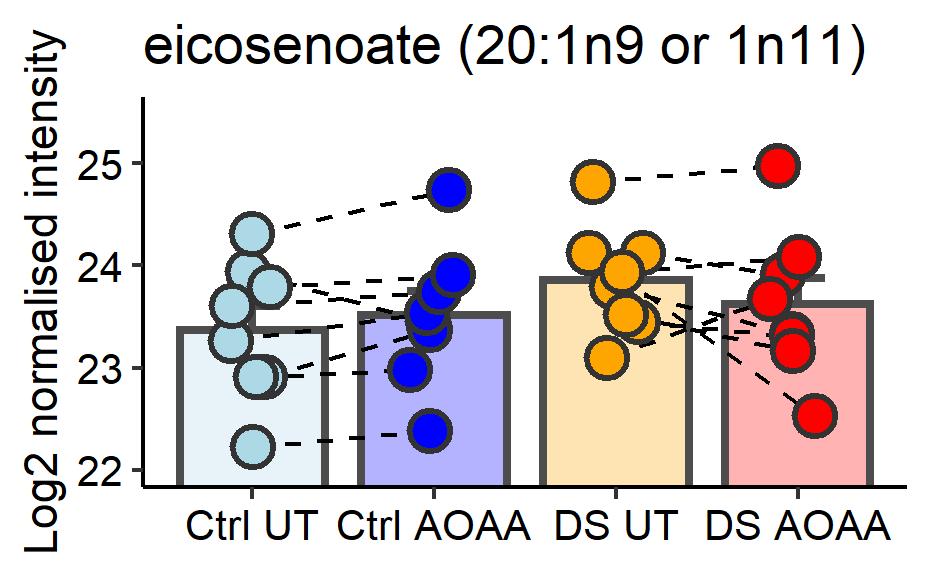 eicosenoate (20:1n9 or 1n11)
Log2 normalised intensity
25
24
23
22
Ctrl UT Ctrl AOAA DS UT DS AOAA